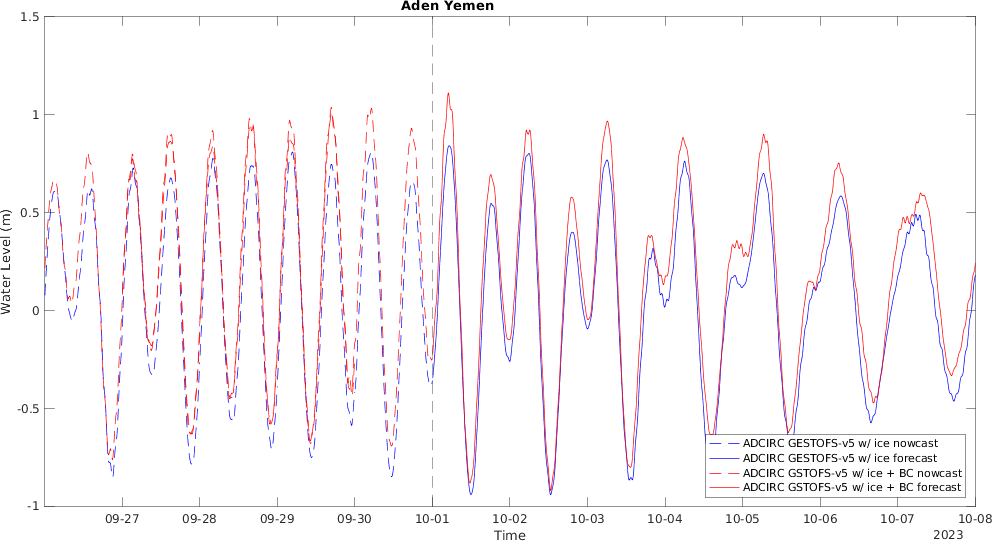 Aden Yemen
1.5
1
0.5
0
-0.5
-1
Water Level (m)
ADCIRC GESTOFS-v5 w/ ice nowcast
ADCIRC GESTOFS-v5 w/ ice forecast
ADCIRC GSTOFS-v5 w/ ice + BC nowcast
ADCIRC GSTOFS-v5 w/ ice + BC forecast
09-27 09-28 09-29 09-30 10-01 10-02 10-03 10-04 10-05 10-06 10-07 10-08
Time
2023